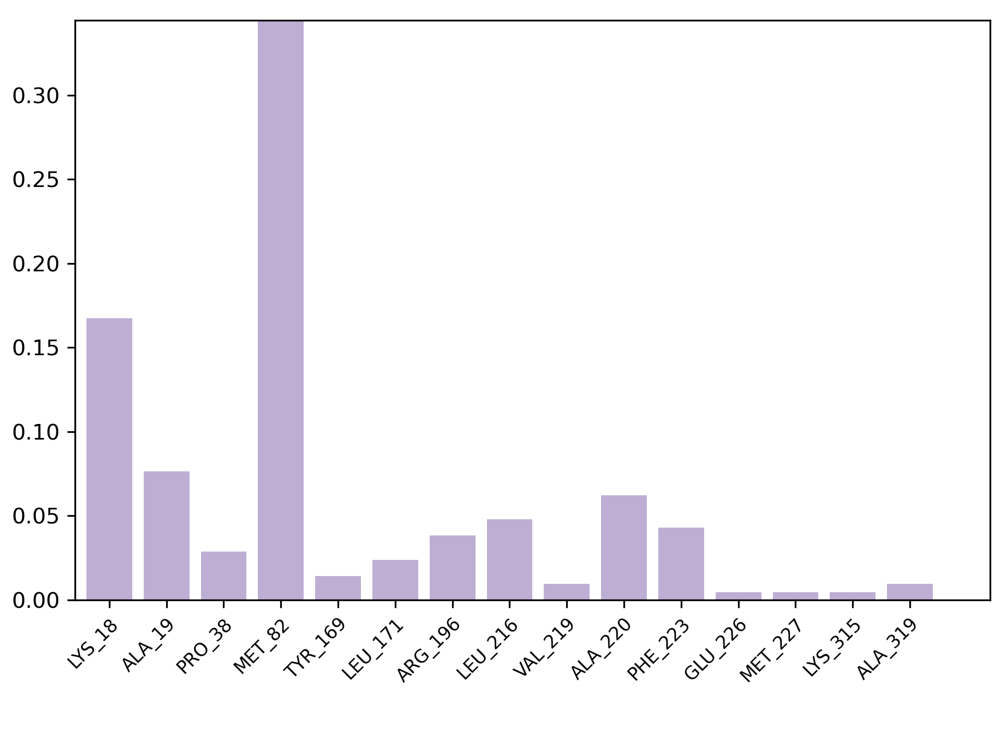 0.30
0.25
0.20
0.15
0.10
0.05
0.00
LYS_18
ALA_19
PRO_38
MET_82
TYR_169
LEU_171
ARG_196
LEU_216
VAL_219
ALA_220
PHE_223
GLU_226
MET_227
LYS_315
ALA_319